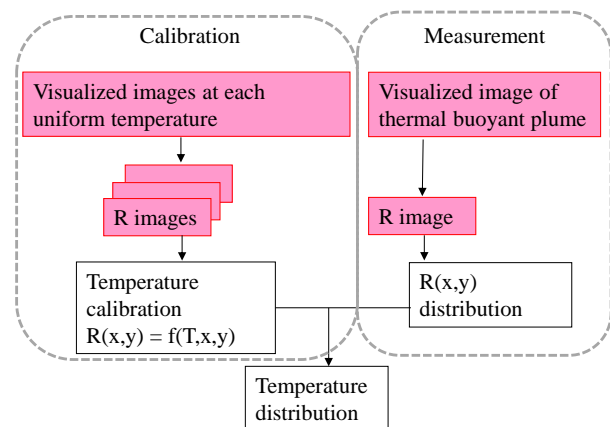 Calibration
Visualized images at each
uniform temperature
R images
Temperature
calibration
R(x,y) = f(T,x,y)
Measurement
Visualized image of
thermal buoyant plume
R image
R(x,y)
distribution
Temperature
distribution